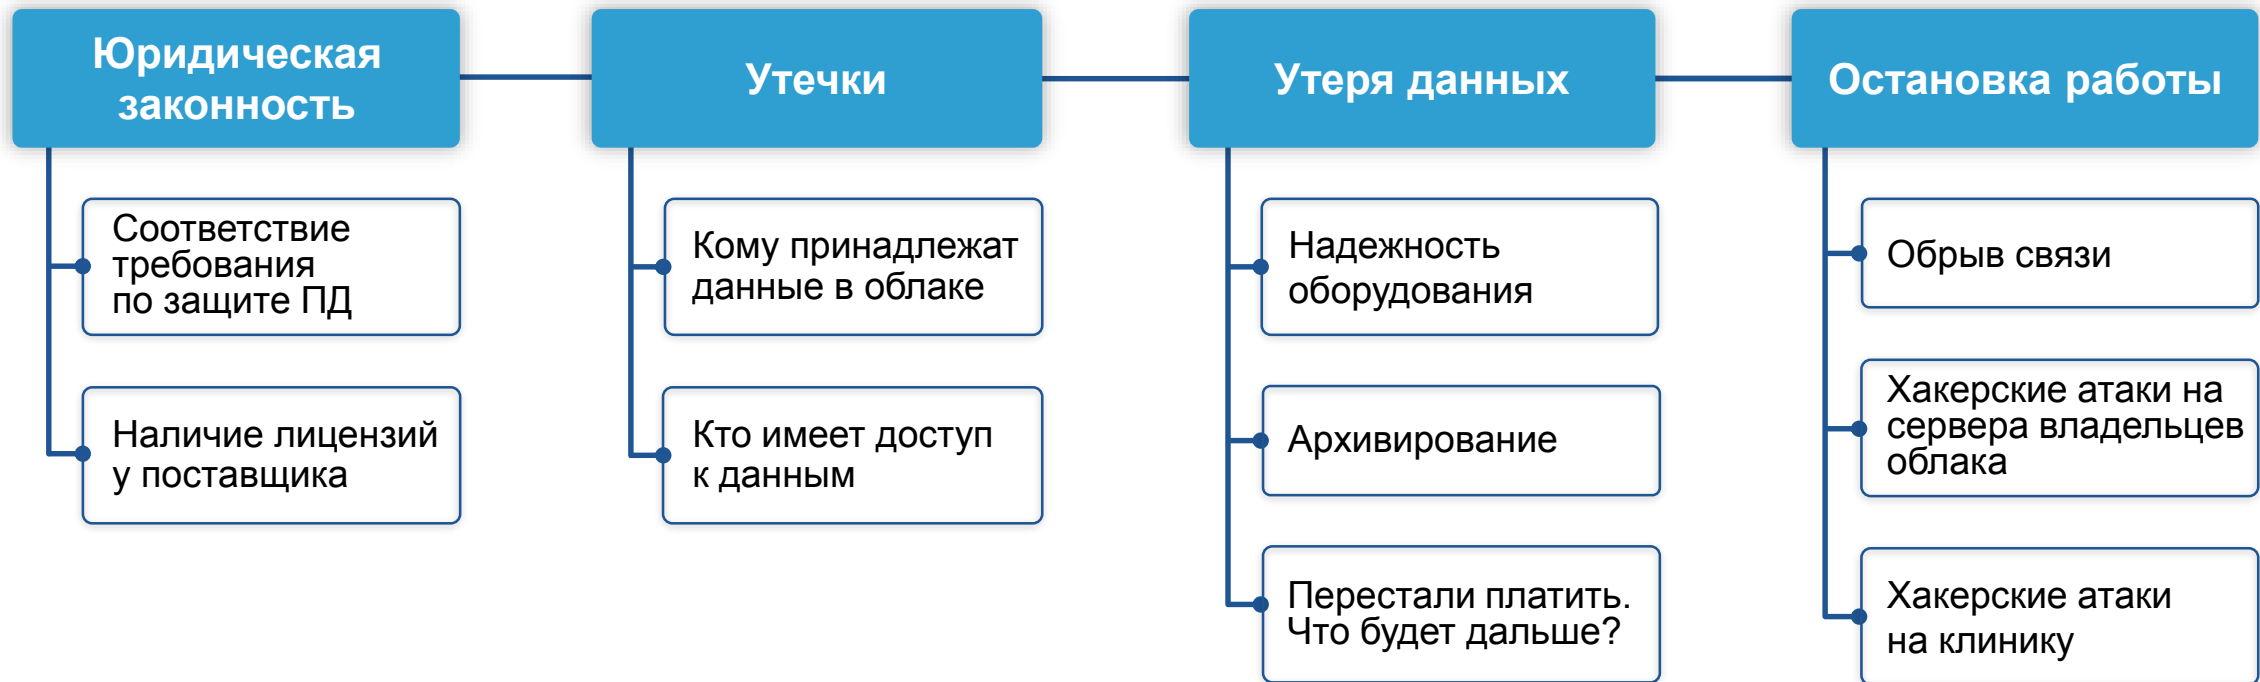 Юридическая
законность
Соответствие
требования
по защите ПД
Наличие лицензий
у поставщика
Утечки
Кому принадлежат
данные в облаке
Кто имеет доступ
к данным
Утеря данных
Надежность
оборудования
Архивирование
Перестали платить.
Что будет дальше?
Остановка работы
Обрыв связи
Хакерские атаки на
сервера владельцев
облака
Хакерские атаки
на клинику